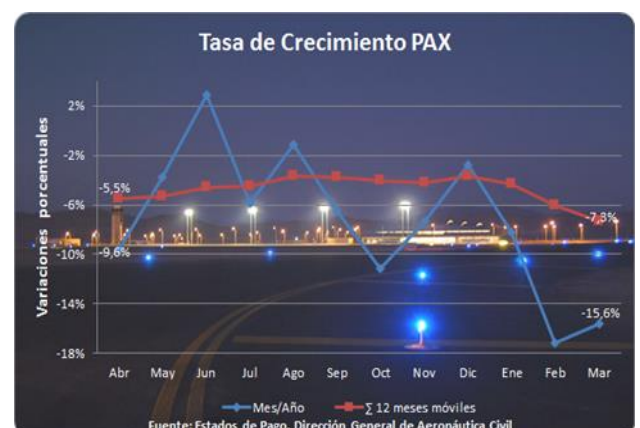 Tasa de Crecimiento PAX
Variaciones porcentuales
2%
-2%
-6%
-10%
-14%
-18%
-5,5%
-9,6%
-7,3%
-15,6%
Abr May Jun Jul Ago Sep Oct Nov Dic Ene Feb Mar
Mes/Año ∑ 12 meses móviles
Fuente: Estados de Pago, Dirección General de Aeronáutica Civil